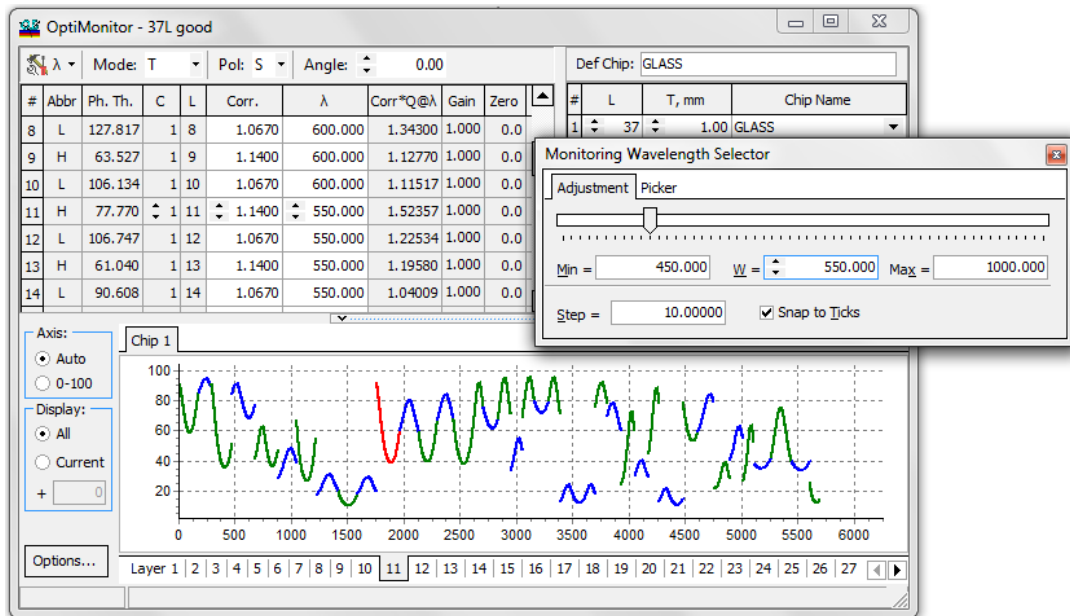 OptiMonitor - 37L good
λ Mode: T Pol: S Angle: 0.00
# Abbr Ph. Th. C L Corr. λ Corr*Q@λ Gain Zero
8 L 127.817 1 8 1.0670 600.000 1.34300 1.000 0.0
9 H 63.527 1 9 1.1400 600.000 1.12770 1.000 0.0
10 L 106.134 1 10 1.0670 600.000 1.11517 1.000 0.0
11 H 77.770 1 11 1.1400 550.000 1.52357 1.000 0.0
12 L 106.747 1 12 1.0670 550.000 1.22534 1.000 0.0
13 H 61.040 1 13 1.1400 550.000 1.19580 1.000 0.0
14 L 90.608 1 14 1.0670 550.000 1.04009 1.000 0.0
Def Chip: GLASS
# L T, mm Chip Name
1 37 1.00 GLASS
Monitoring Wavelength Selector
Adjustment Picker
Min = 450.000 W = 550.000 Max = 1000.000
Step = 10.00000 Snap to Ticks
Axis:
Auto
0-100
Display:
All
Current
+ 0
Options...
Chip 1
100
80
60
40
20
0 500 1000 1500 2000 2500 3000 3500 4000 4500 5000 5500 6000
Layer 1 2 3 4 5 6 7 8 9 10 11 12 13 14 15 16 17 18 19 20 21 22 23 24 25 26 27